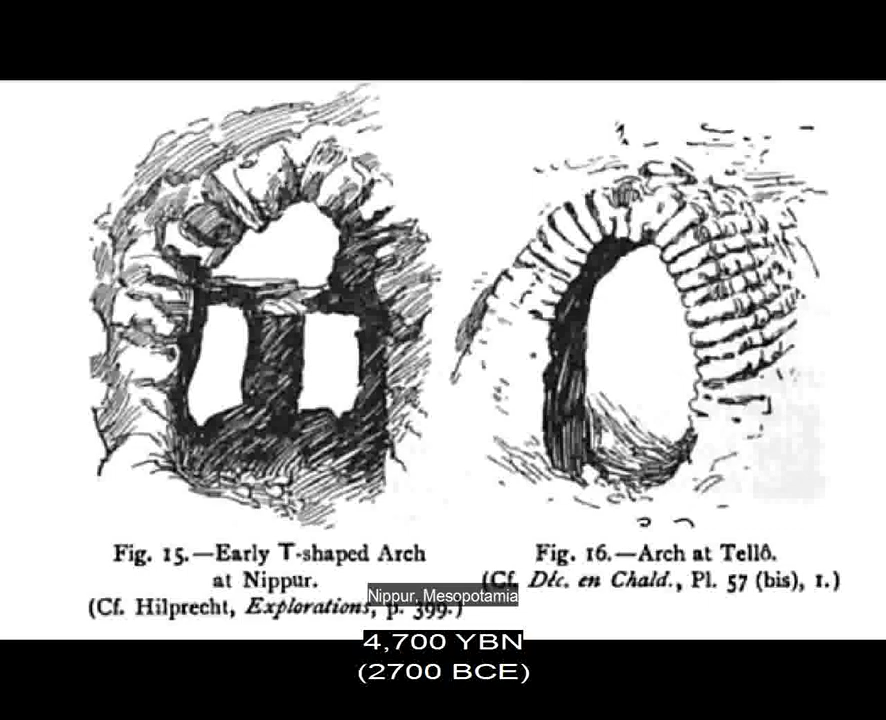 Fig. 15.—Early T-shaped Arch
at Nippur.
(Cf. Hilprecht, Explorations, p. 399.)
Fig. 16.—Arch at Tellô.
(Cf. Déc. en Chald., Pl. 57 (bis), 1.)
Nippur, Mesopotamia
4,700 YBN
(2700 BCE)